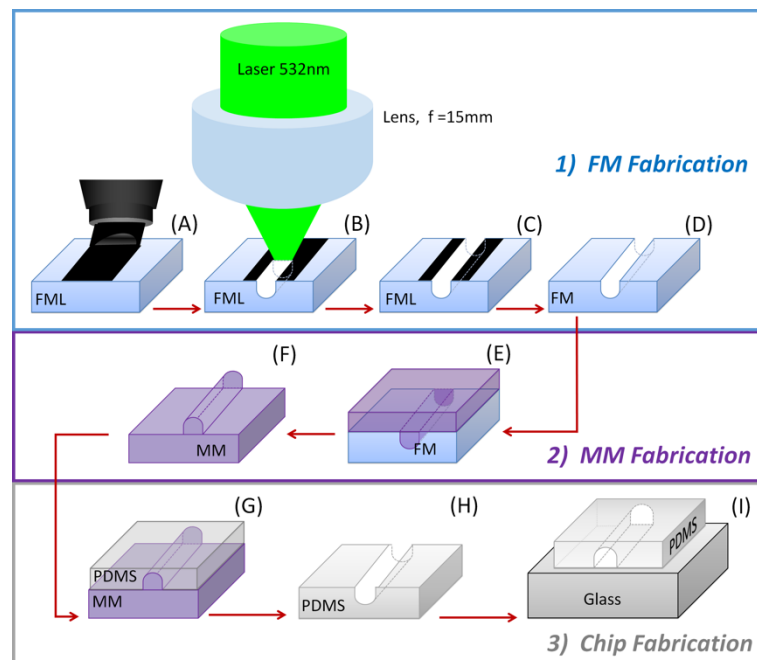 Laser 532nm
Lens, f =15mm
1) FM Fabrication
(A)
(B)
(C)
(D)
FML
FML
FML
FM
(F)
(E)
MM
FM
2) MM Fabrication
(G)
(H)
(I)
PDMS
MM
PDMS
PDMS
Glass
3) Chip Fabrication